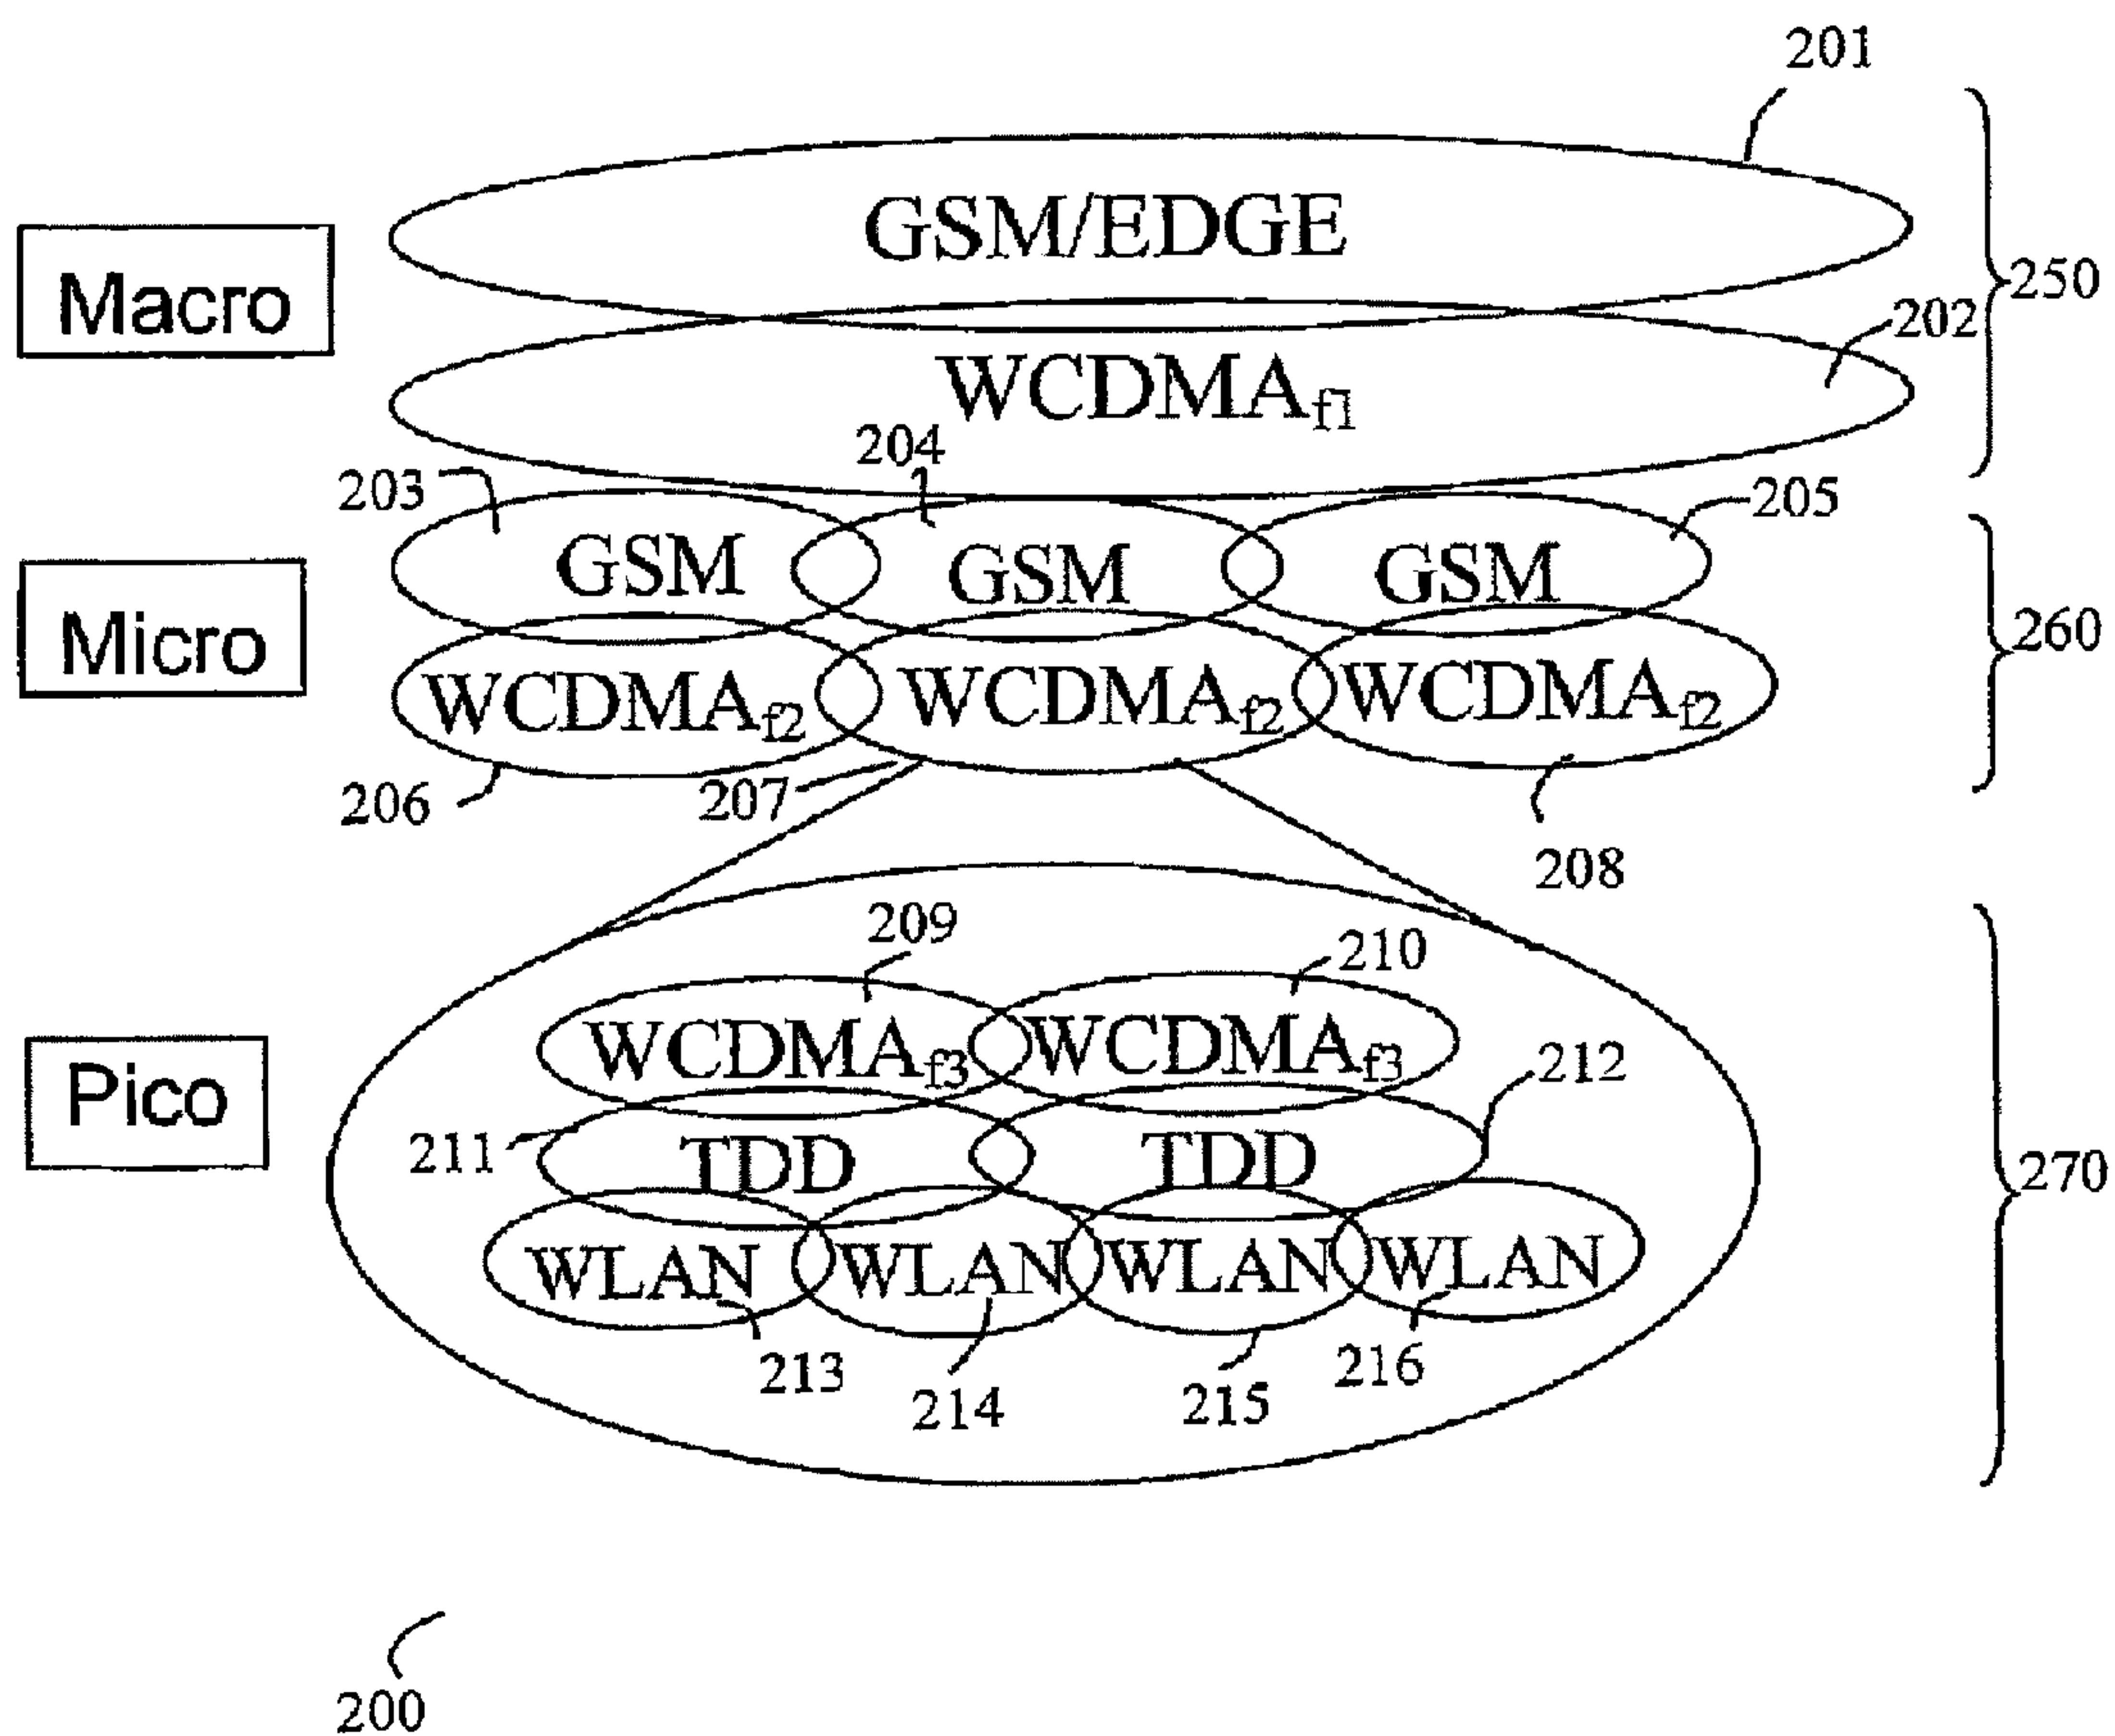 201
GSM/EDGE
Macro
250
202
WCDMAf1
204
203
205
GSM
GSM
GSM
Micro
260
WCDMAf2
WCDMAf2
WCDMAf2
206
207
208
209
210
WCDMAf3
WCDMAf3
212
Pico
211
TDD
TDD
270
WLAN
WLAN
WLAN
WLAN
213
214
215
216
200